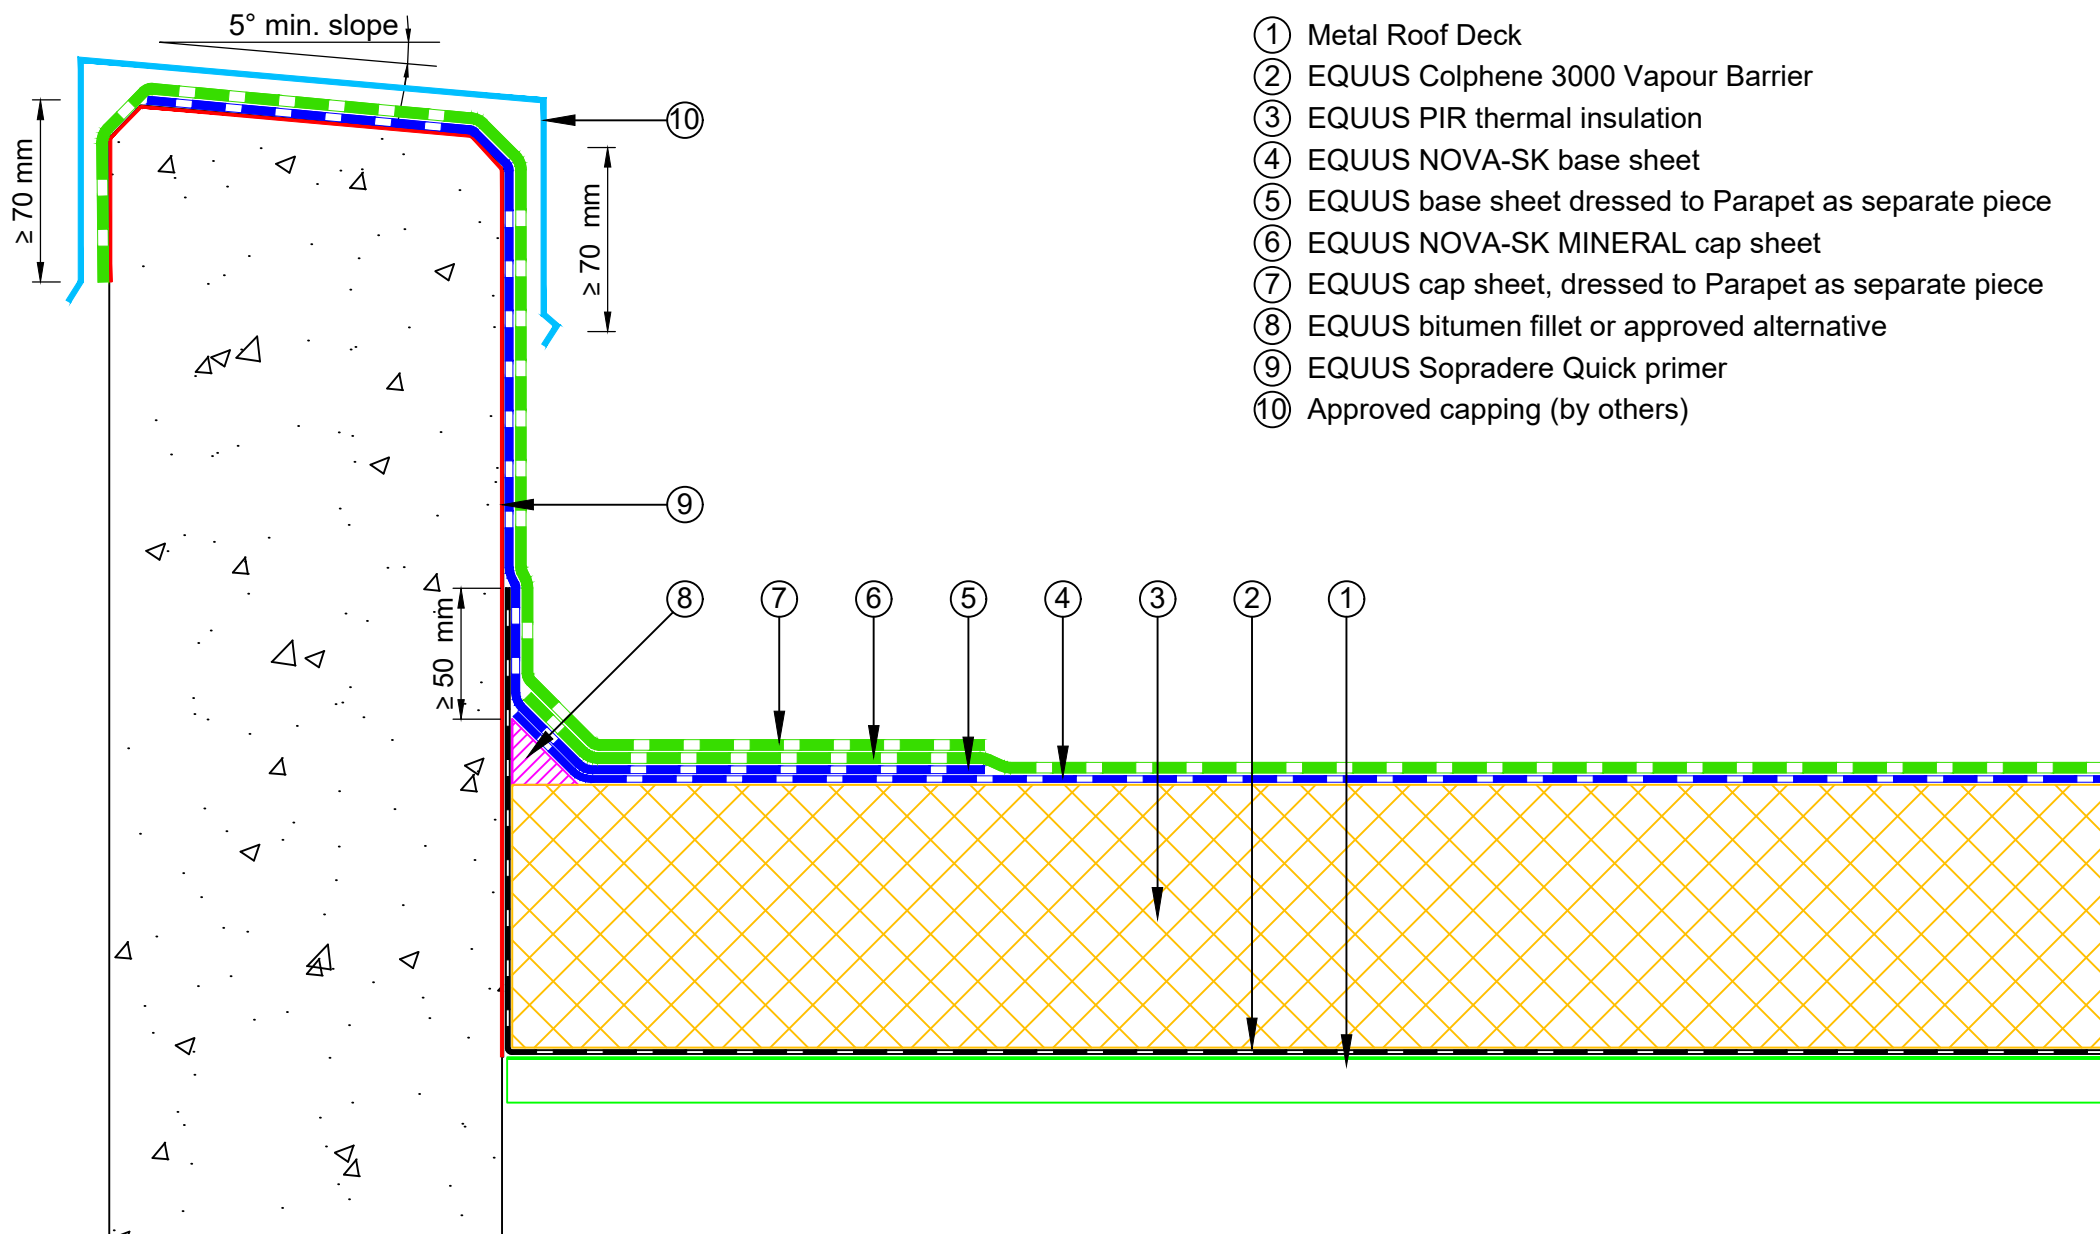 5° min. slope
① Metal Roof Deck
② EQUUS Colphene 3000 Vapour Barrier
③ EQUUS PIR thermal insulation
④ EQUUS NOVA-SK base sheet
⑤ EQUUS base sheet dressed to Parapet as separate piece
⑥ EQUUS NOVA-SK MINERAL cap sheet
⑦ EQUUS cap sheet, dressed to Parapet as separate piece
⑧ EQUUS bitumen fillet or approved alternative
⑨ EQUUS Sopradere Quick primer
⑩ Approved capping (by others)
⑩
≥ 70 mm
≥ 70 mm
⑨
≥ 50 mm
⑧ ⑦ ⑥ ⑤ ④ ③ ② ①